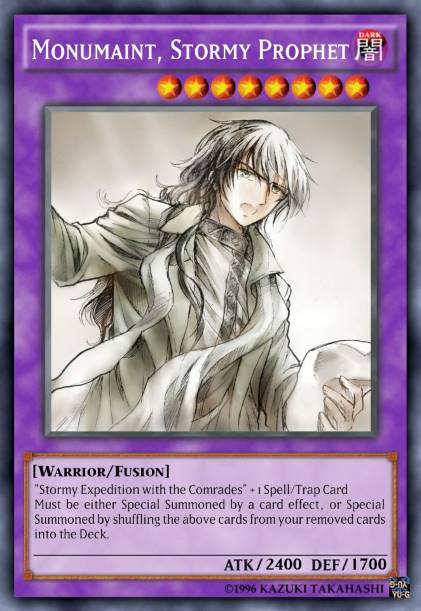 Monumaint, Stormy Prophet
DARK
闇
[Warrior/Fusion]
"Stormy Expedition with the Comrades" + 1 Spell/Trap Card
Must be either Special Summoned by a card effect, or Special
Summoned by shuffling the above cards from your removed cards
into the Deck.
ATK / 2400 DEF / 1700
©1996 KAZUKI TAKAHASHI